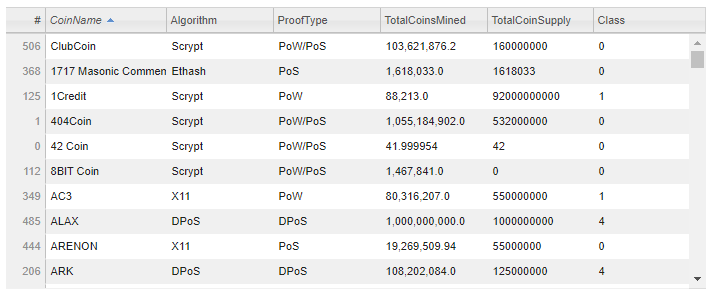 # CoinName Algorithm ProofType TotalCoinsMined TotalCoinSupply Class
506 ClubCoin Scrypt PoW/PoS 103,621,876.2 160000000 0
368 1717 Masonic Commen Ethash PoS 1,618,033.0 1618033 0
125 1Credit Scrypt PoW 88,213.0 92000000000 1
1 404Coin Scrypt PoW/PoS 1,055,184,902.0 532000000 0
0 42 Coin Scrypt PoW/PoS 41.999954 42 0
112 8BIT Coin Scrypt PoW/PoS 1,467,841.0 0 0
349 AC3 X11 PoW 80,316,207.0 550000000 1
485 ALAX DPoS DPoS 1,000,000,000.0 1000000000 4
444 ARENON X11 PoS 19,269,509.94 55000000 0
206 ARK DPoS DPoS 108,202,084.0 125000000 4